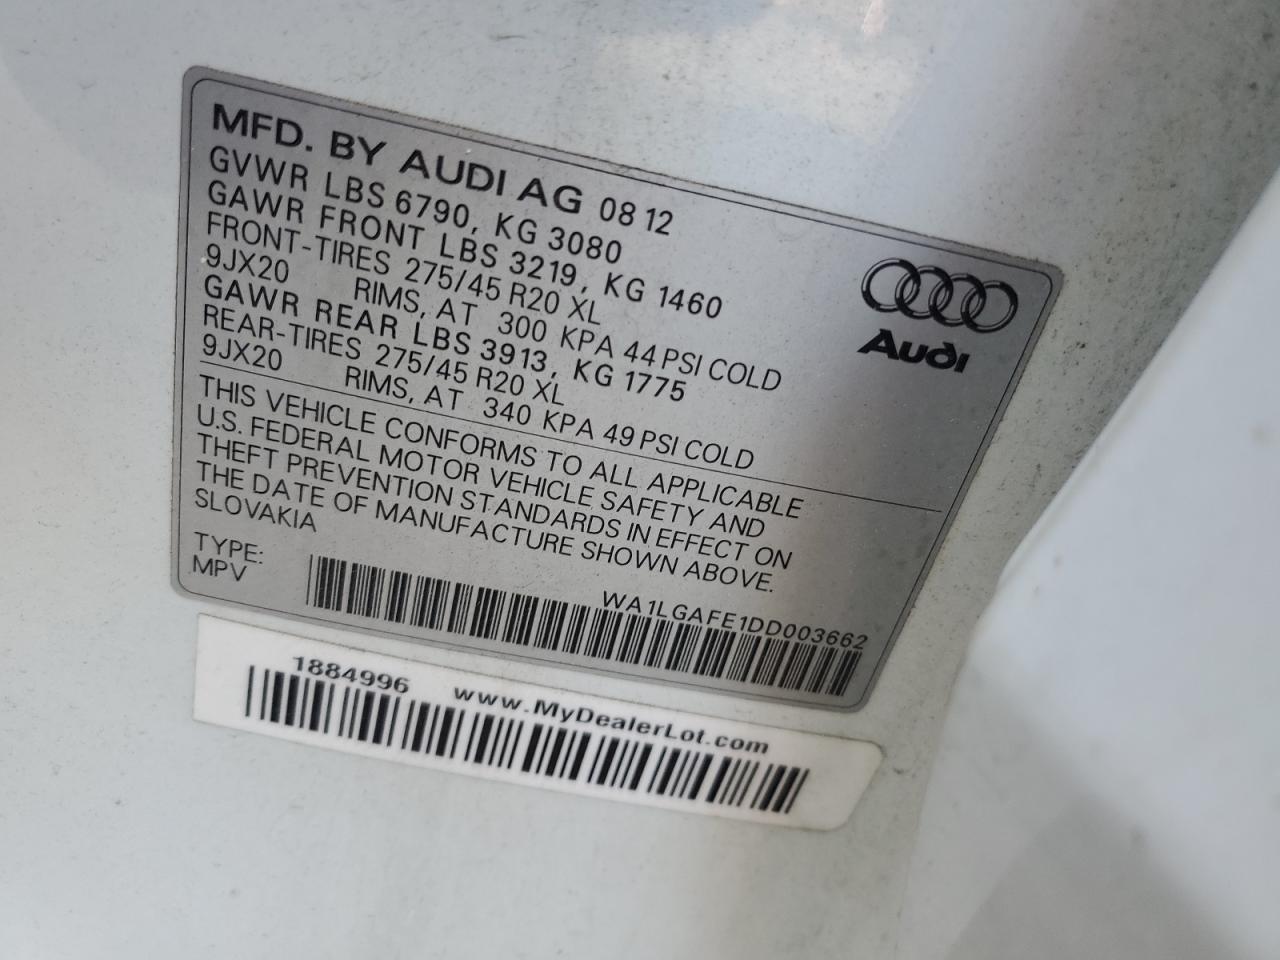 MFD. BY AUDI AG 08 12
GVWR LBS 6790, KG 3080
GAWR FRONT LBS 3219, KG 1460
FRONT-TIRES 275/45 R20 XL
9JX20 RIMS, AT 300 KPA 44 PSI COLD
GAWR REAR LBS 3913, KG 1775
REAR-TIRES 275/45 R20 XL
9JX20 RIMS, AT 340 KPA 49 PSI COLD
Audi
THIS VEHICLE CONFORMS TO ALL APPLICABLE
U.S. FEDERAL MOTOR VEHICLE SAFETY AND
THEFT PREVENTION STANDARDS IN EFFECT ON
THE DATE OF MANUFACTURE SHOWN ABOVE.
SLOVAKIA
TYPE:
MPV
WA1LGAFE1DD003662
1884996 www.MyDealerLot.com